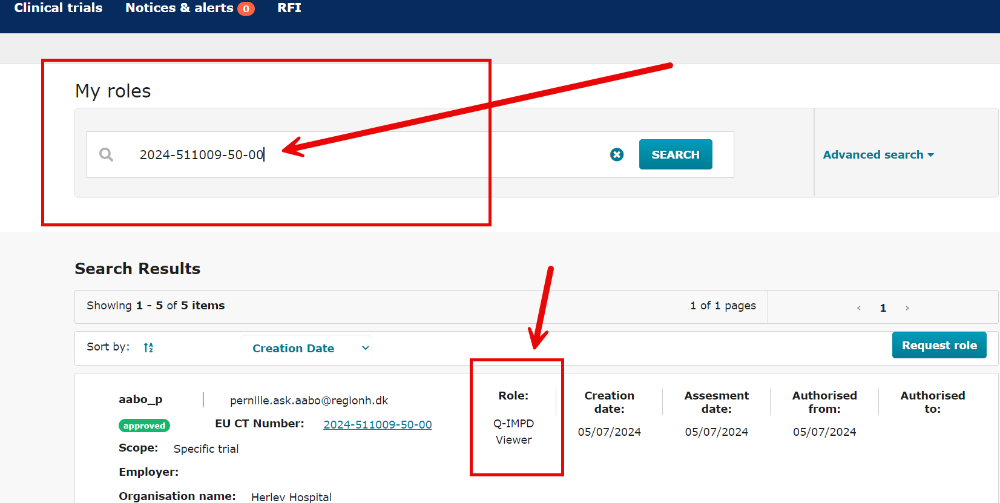 Clinical trials Notices & alerts 0 RFI
My roles
2024-511009-50-00 SEARCH Advanced search
Search Results
Showing 1 - 5 of 5 items 1 of 1 pages ‹ 1 ›
Sort by: Creation Date Request role
aabo_p pernille.ask.aabo@regionh.dk
approved EU CT Number: 2024-511009-50-00
Scope: Specific trial
Employer:
Organisation name: Herlev Hospital
Role:
Q-IMPD
Viewer
Creation
date:
05/07/2024
Assesment
date:
05/07/2024
Authorised
from:
05/07/2024
Authorised
to: